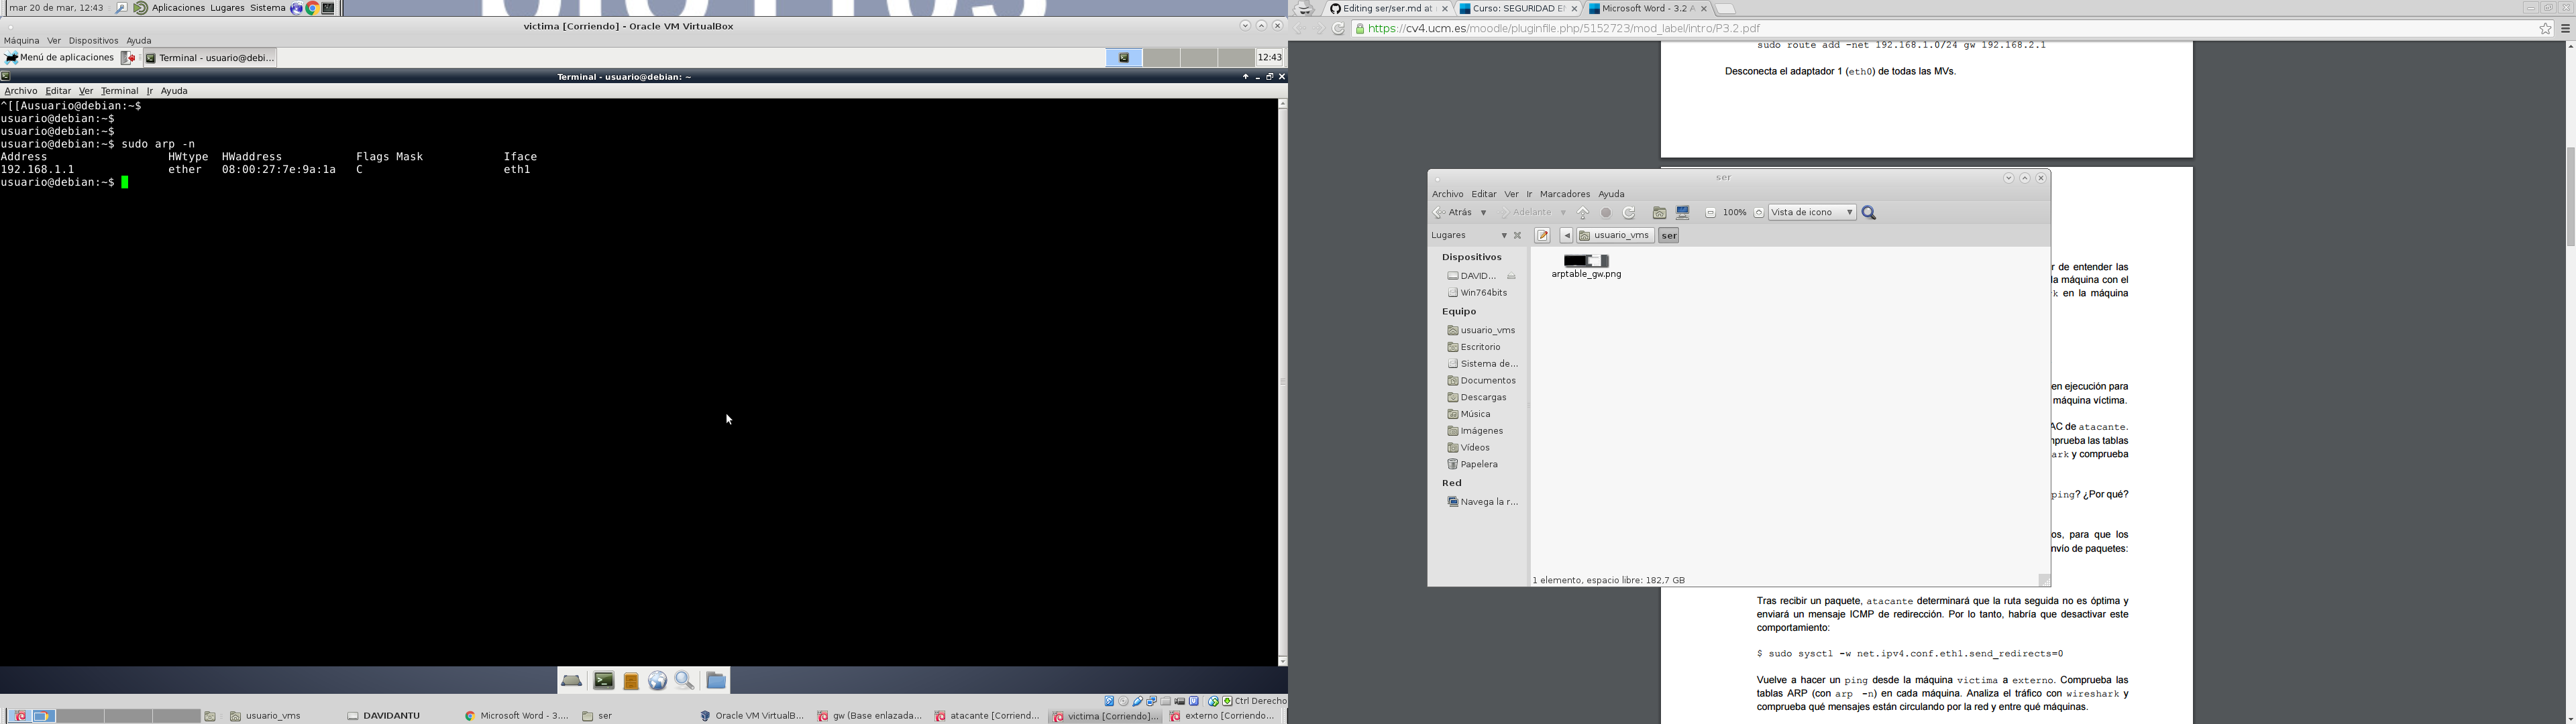 mar 20 de mar, 12:43
Aplicaciones Lugares Sistema
victima [Corriendo] - Oracle VM VirtualBox
Máquina Ver Dispositivos Ayuda
Menú de aplicaciones
Terminal - usuario@debi...
12:43
Terminal - usuario@debian: ~
Archivo Editar Ver Terminal Ir Ayuda
^[[Ausuario@debian:~$
usuario@debian:~$
usuario@debian:~$
usuario@debian:~$ sudo arp -n
Address HWtype HWaddress Flags Mask Iface
192.168.1.1 ether 08:00:27:7e:9a:1a C eth1
usuario@debian:~$
Ctrl Derecho
usuario_vms
DAVIDANTU
Microsoft Word - 3....
ser
Oracle VM VirtualB...
gw (Base enlazada...
atacante [Corriend...
victima [Corriendo]...
externo [Corriendo...
Editing ser/ser.md at
Curso: SEGURIDAD E
Microsoft Word - 3.2 A
https://cv4.ucm.es/moodle/pluginfile.php/5152723/mod_label/intro/P3.2.pdf
sudo route add -net 192.168.1.0/24 gw 192.168.2.1
Desconecta el adaptador 1 (eth0) de todas las MVs.
ser
Archivo Editar Ver Ir Marcadores Ayuda
Atrás
Adelante
100%
Vista de icono
Lugares
usuario_vms
ser
Dispositivos
DAVID...
Win764bits
Equipo
usuario_vms
Escritorio
Sistema de...
Documentos
Descargas
Música
Imágenes
Vídeos
Papelera
Red
Navega la r...
arptable_gw.png
1 elemento, espacio libre: 182,7 GB
r de entender las
la máquina con el
k en la máquina
en ejecución para
máquina víctima.
AC de atacante.
mprueba las tablas
ark y comprueba
ping? ¿Por qué?
os, para que los
nvío de paquetes:
Tras recibir un paquete, atacante determinará que la ruta seguida no es óptima y
enviará un mensaje ICMP de redirección. Por lo tanto, habría que desactivar este
comportamiento:
$ sudo sysctl -w net.ipv4.conf.eth1.send_redirects=0
Vuelve a hacer un ping desde la máquina victima a externo. Comprueba las
tablas ARP (con arp -n) en cada máquina. Analiza el tráfico con wireshark y
comprueba qué mensajes están circulando por la red y entre qué máquinas.